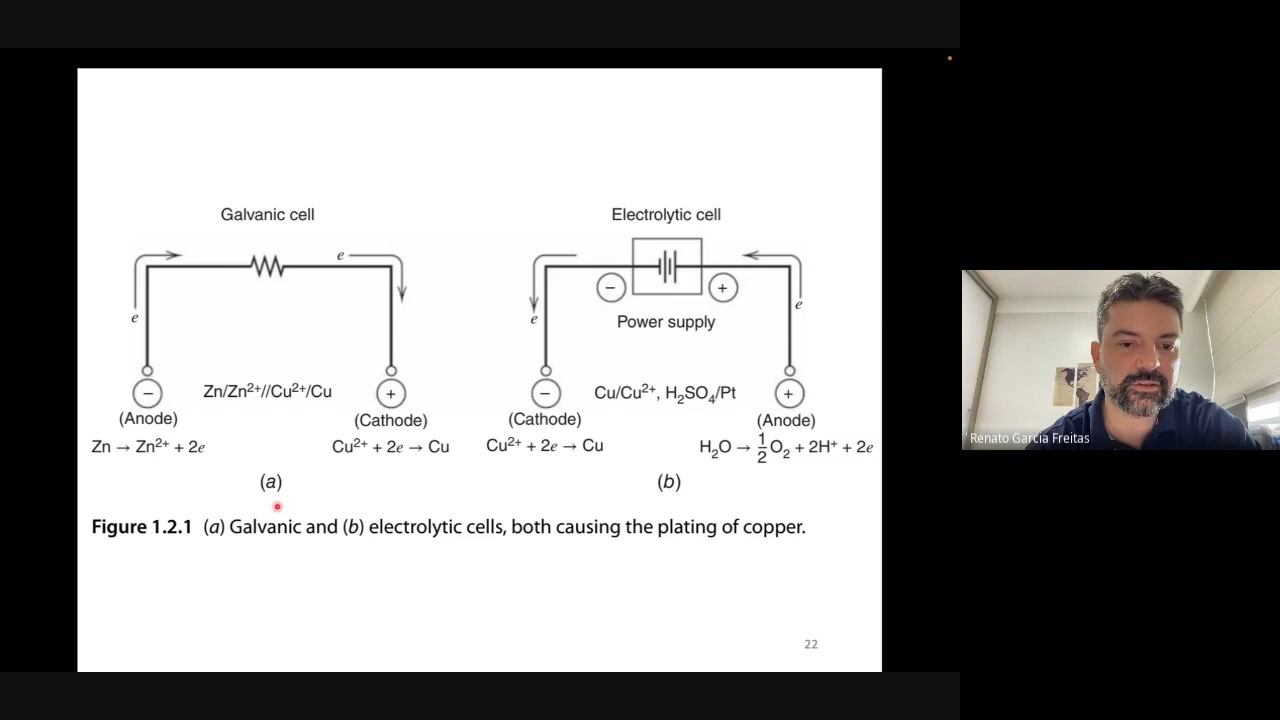 Galvanic cell
e
e
Zn/Zn²⁺//Cu²⁺/Cu
−
+
(Anode)
(Cathode)
Zn → Zn²⁺ + 2e
Cu²⁺ + 2e → Cu
(a)
Electrolytic cell
−
+
e
e
Power supply
Cu/Cu²⁺, H₂SO₄/Pt
−
+
(Cathode)
(Anode)
Cu²⁺ + 2e → Cu
H₂O → 1/2 O₂ + 2H⁺ + 2e
(b)
Figure 1.2.1 (a) Galvanic and (b) electrolytic cells, both causing the plating of copper.
22
Renato Garcia Freitas